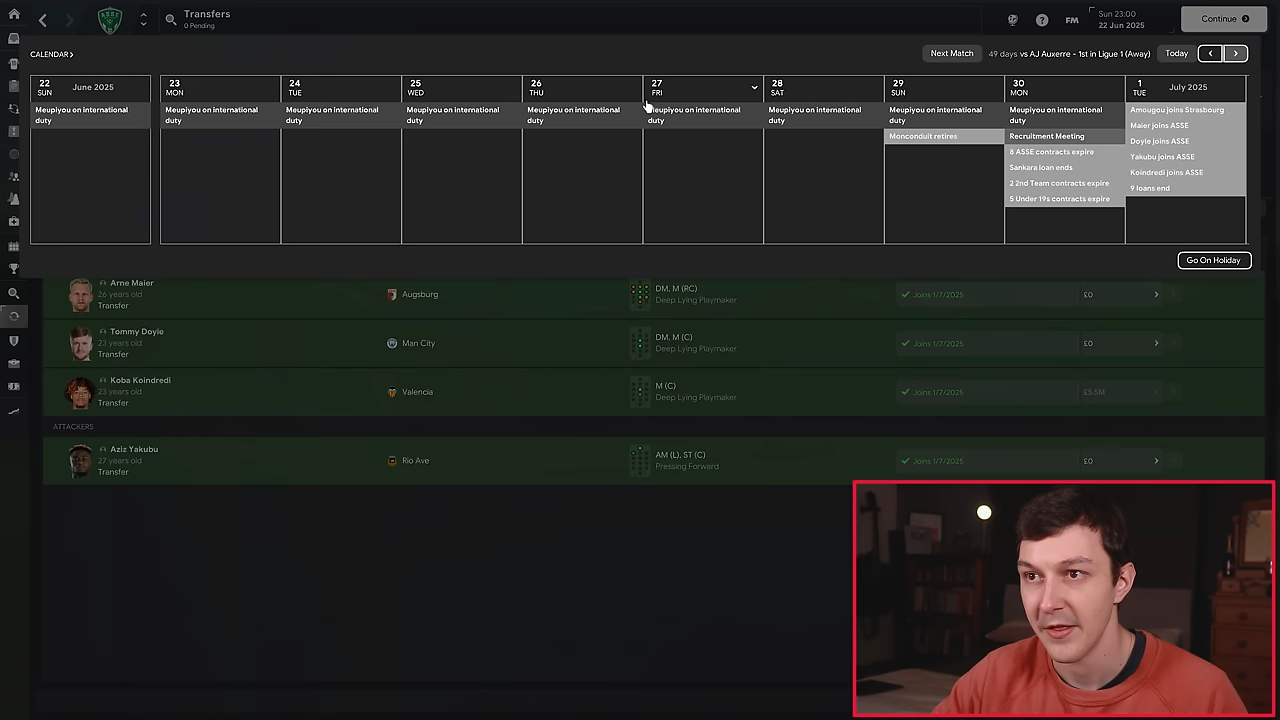 Transfers
0 Pending
Sun 23:00
22 Jun 2025
FM
Continue
CALENDAR
Next Match
49 days vs AJ Auxerre - 1st in Ligue 1 (Away)
Today
22
SUN
June 2025
23
MON
24
TUE
25
WED
26
THU
27
FRI
28
SAT
29
SUN
30
MON
1
TUE
July 2025
Meupiyou on international
duty
Meupiyou on international
duty
Meupiyou on international
duty
Meupiyou on international
duty
Meupiyou on international
duty
Meupiyou on international
duty
Meupiyou on international
duty
Meupiyou on international
duty
Monconduit retires
Meupiyou on international
duty
Recruitment Meeting
8 ASSE contracts expire
Sankara loan ends
2 2nd Team contracts expire
5 Under 19s contracts expire
Amougou joins Strasbourg
Maier joins ASSE
Doyle joins ASSE
Yakubu joins ASSE
Koindredi joins ASSE
9 loans end
Go On Holiday
Arne Maier
26 years old
Transfer
Augsburg
DM, M (RC)
Deep Lying Playmaker
Joins 1/7/2025
£0
Tommy Doyle
23 years old
Transfer
Man City
DM, M (C)
Deep Lying Playmaker
Joins 1/7/2025
£0
Koba Koindredi
23 years old
Transfer
Valencia
M (C)
Deep Lying Playmaker
Joins 1/7/2025
£5.5M
ATTACKERS
Aziz Yakubu
27 years old
Transfer
Rio Ave
AM (L), ST (C)
Pressing Forward
Joins 1/7/2025
£0